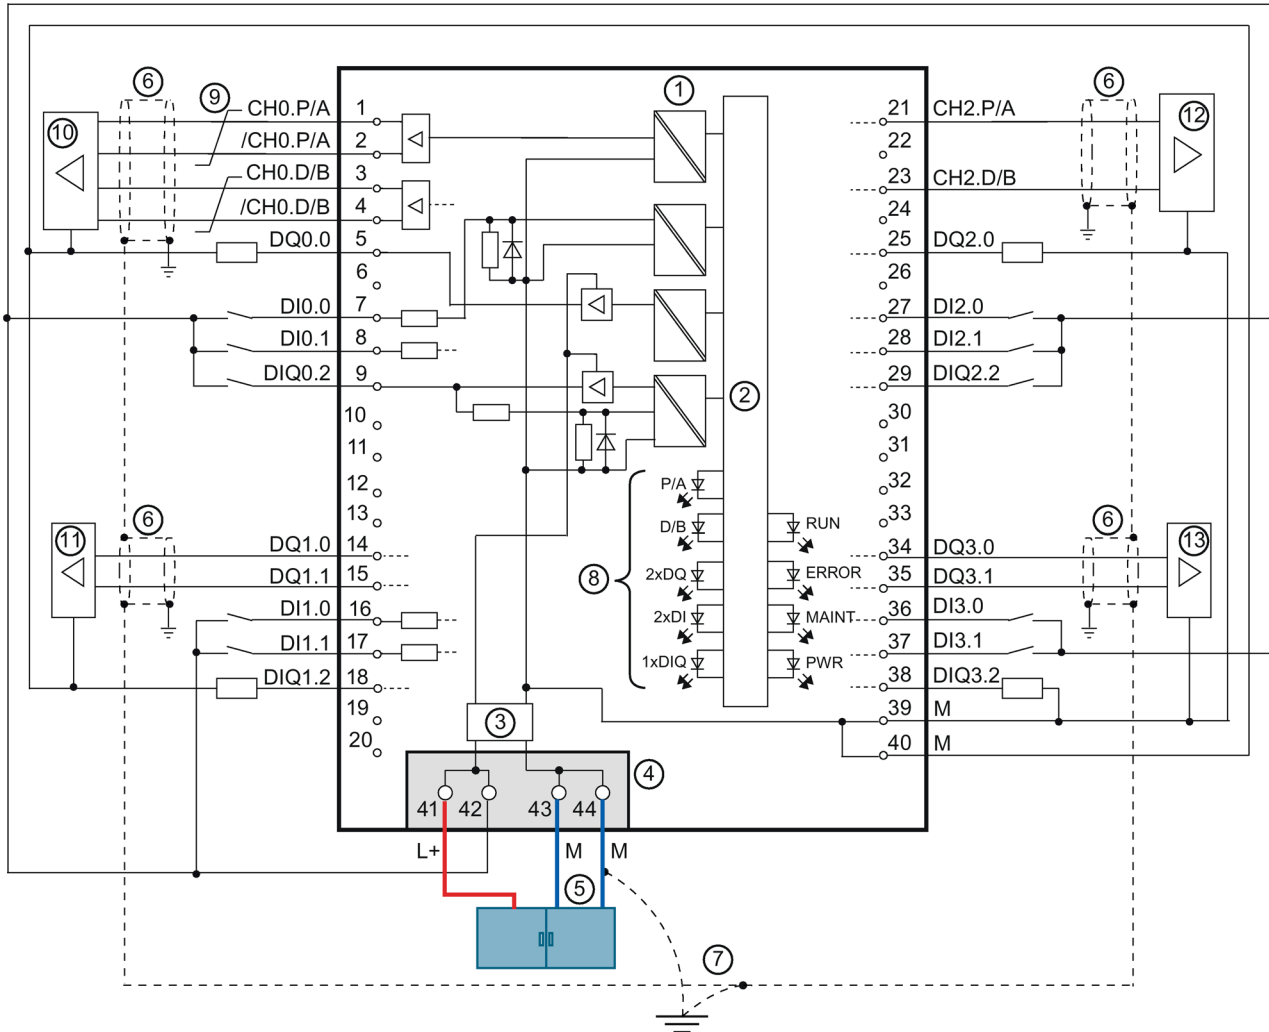 6
9
CH0.P/A
1
10
/CH0.P/A
2
CH0.D/B
3
/CH0.D/B
4
DQ0.0
5
6
DI0.0
7
DI0.1
8
DIQ0.2
9
10
11
12
13
6
11
DQ1.0
14
DQ1.1
15
DI1.0
16
DI1.1
17
DIQ1.2
18
19
20
1
2
P/A
D/B
2xDQ
2xDI
1xDIQ
8
RUN
ERROR
MAINT
PWR
3
4
41
42
43
44
L+
M
M
5
7
21
CH2.P/A
6
12
22
23
CH2.D/B
24
25
DQ2.0
26
27
DI2.0
28
DI2.1
29
DIQ2.2
30
31
32
33
6
13
34
DQ3.0
35
DQ3.1
36
DI3.0
37
DI3.1
38
DIQ3.2
39
M
40
M